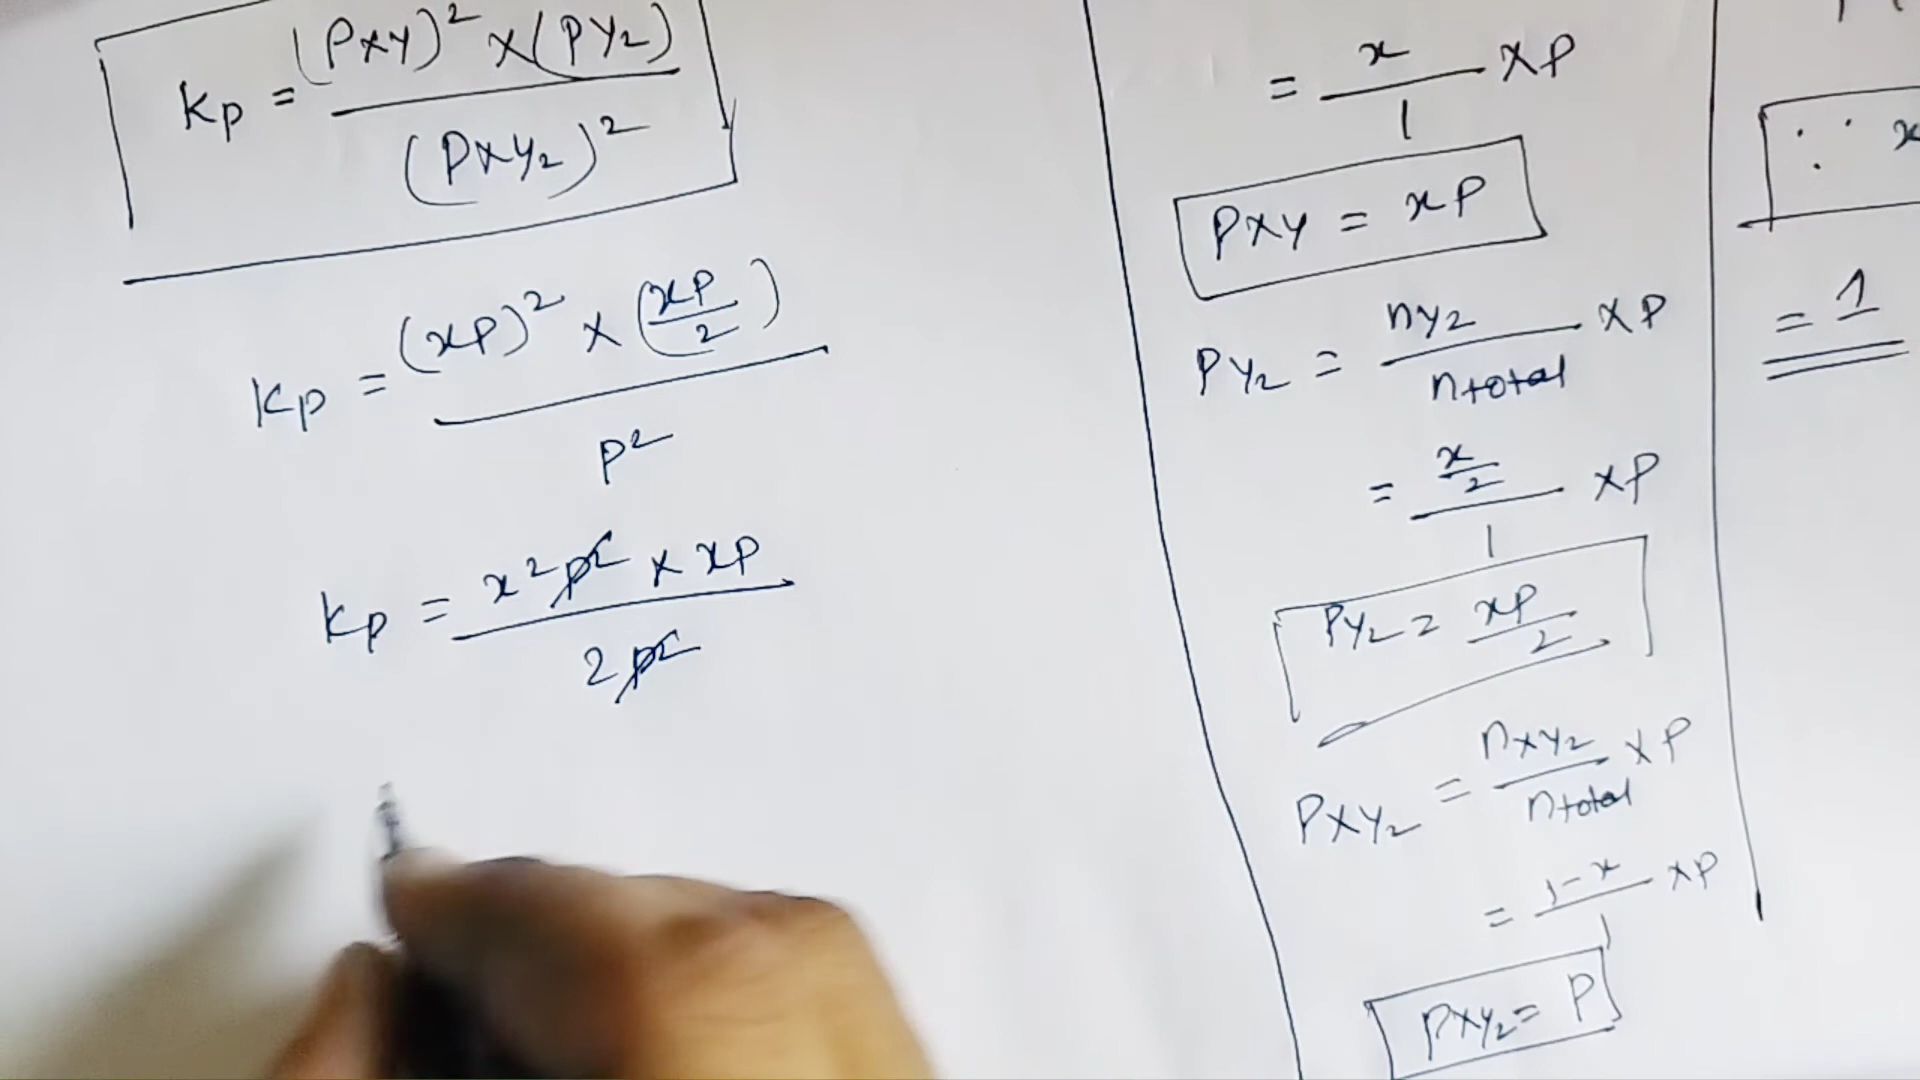 Kp = (PXY)² × (PY₂) / (PXY₂)²
Kp = (xP)² × (xP/2) / P²
Kp = x²p² × xP / 2p²
= x/1 × P
PXY = xP
PY₂ = nY₂/ntotal × P
= x/2/1 × P
PY₂ = xP/2
PXY₂ = nXY₂/ntotal × P
= 1-x/1 × P
PXY₂ = P
∵ x
= 1